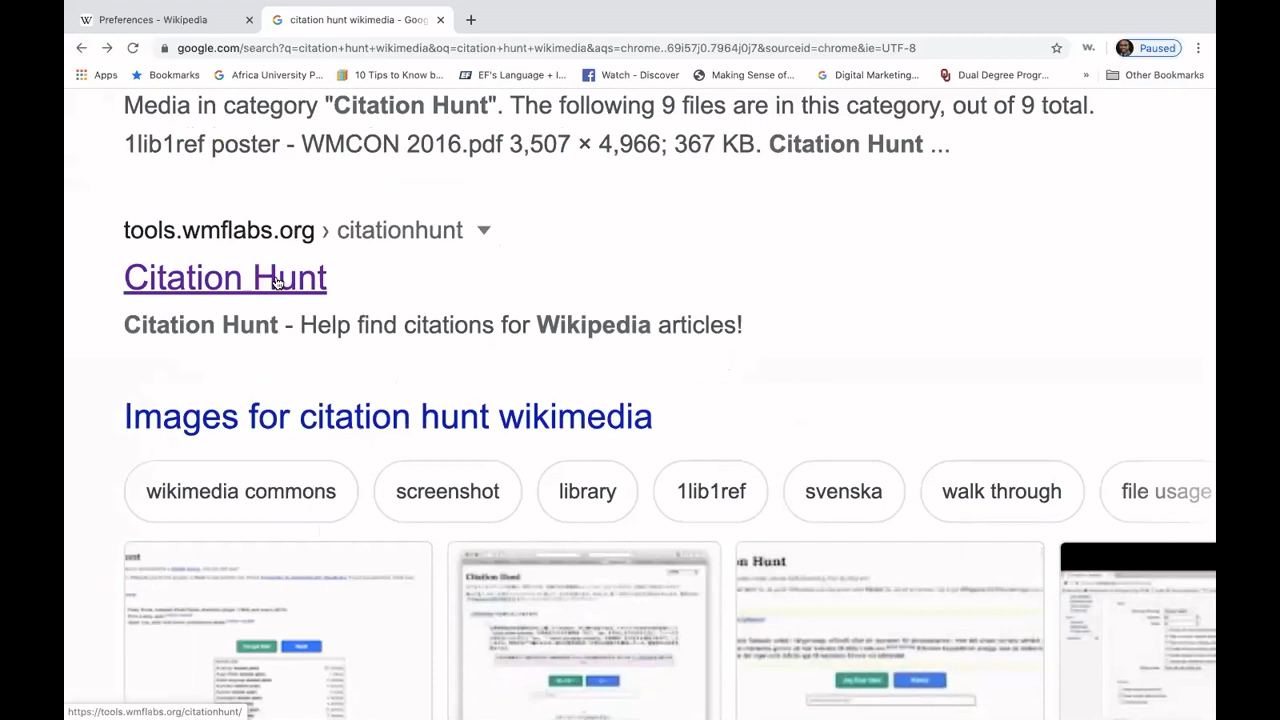 Preferences - Wikipedia
citation hunt wikimedia - Goog
google.com/search?q=citation+hunt+wikimedia&oq=citation+hunt+wikimedia&aqs=chrome..69i57j0.7964j0j7&sourceid=chrome&ie=UTF-8
W.
Paused
Apps
Bookmarks
Africa University P...
10 Tips to Know b...
EF's Language + I...
Watch - Discover
Making Sense of...
Digital Marketing...
Dual Degree Progr...
»
Other Bookmarks
Media in category "Citation Hunt". The following 9 files are in this category, out of 9 total.
1lib1ref poster - WMCON 2016.pdf 3,507 × 4,966; 367 KB. Citation Hunt ...
tools.wmflabs.org › citationhunt
Citation Hunt
Citation Hunt - Help find citations for Wikipedia articles!
Images for citation hunt wikimedia
wikimedia commons
screenshot
library
1lib1ref
svenska
walk through
file usage
unt
Citation Hunt
n Hunt
https://tools.wmflabs.org/citationhunt/